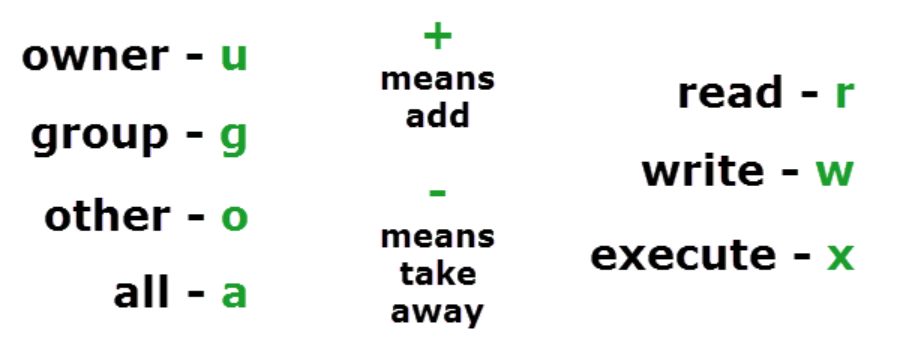 owner - u
group - g
other - o
all - a
+
means
add
-
means
take
away
read - r
write - w
execute - x